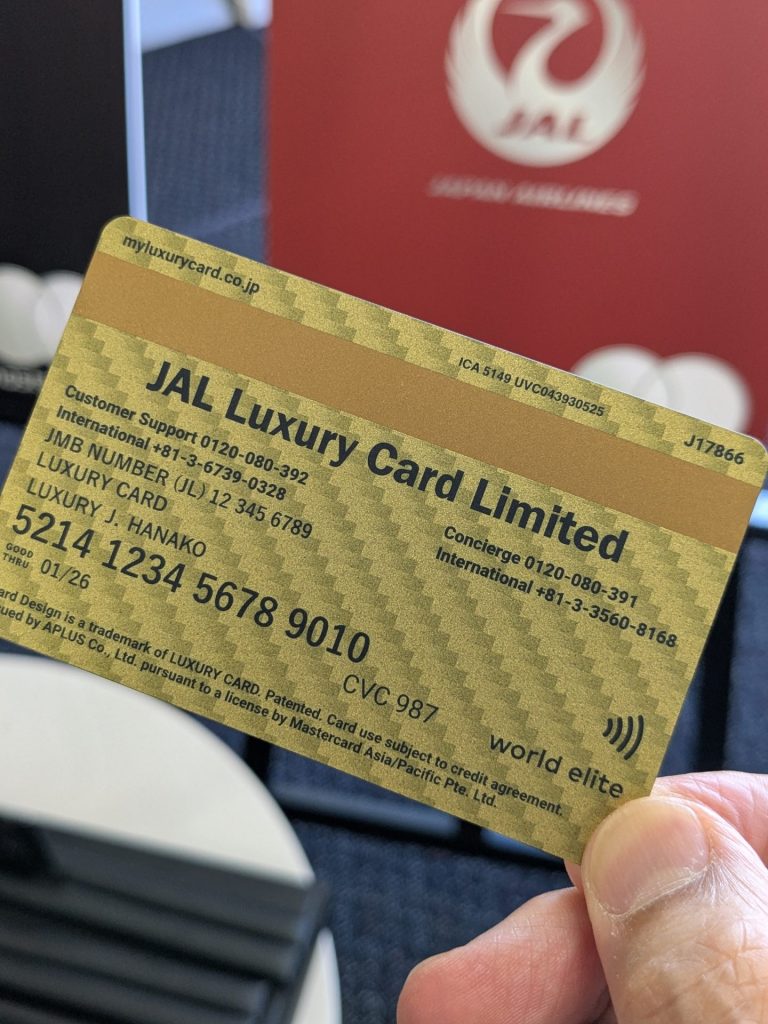 JAL
JAPAN AIRLINES
myluxurycard.co.jp
ICA 5149 UVC043930525
J17866
JAL Luxury Card Limited
Customer Support 0120-080-392
International +81-3-6739-0328
Concierge 0120-080-391
International +81-3-3560-8168
JMB NUMBER (JL) 12 345 6789
LUXURY CARD
LUXURY J. HANAKO
5214 1234 5678 9010
GOOD
THRU 01/26
CVC 987
Design is a trademark of LUXURY CARD. Patented. Card use subject to credit agreement.
by APLUS Co., Ltd. pursuant to a license by Mastercard Asia/Pacific Pte. Ltd.
world elite